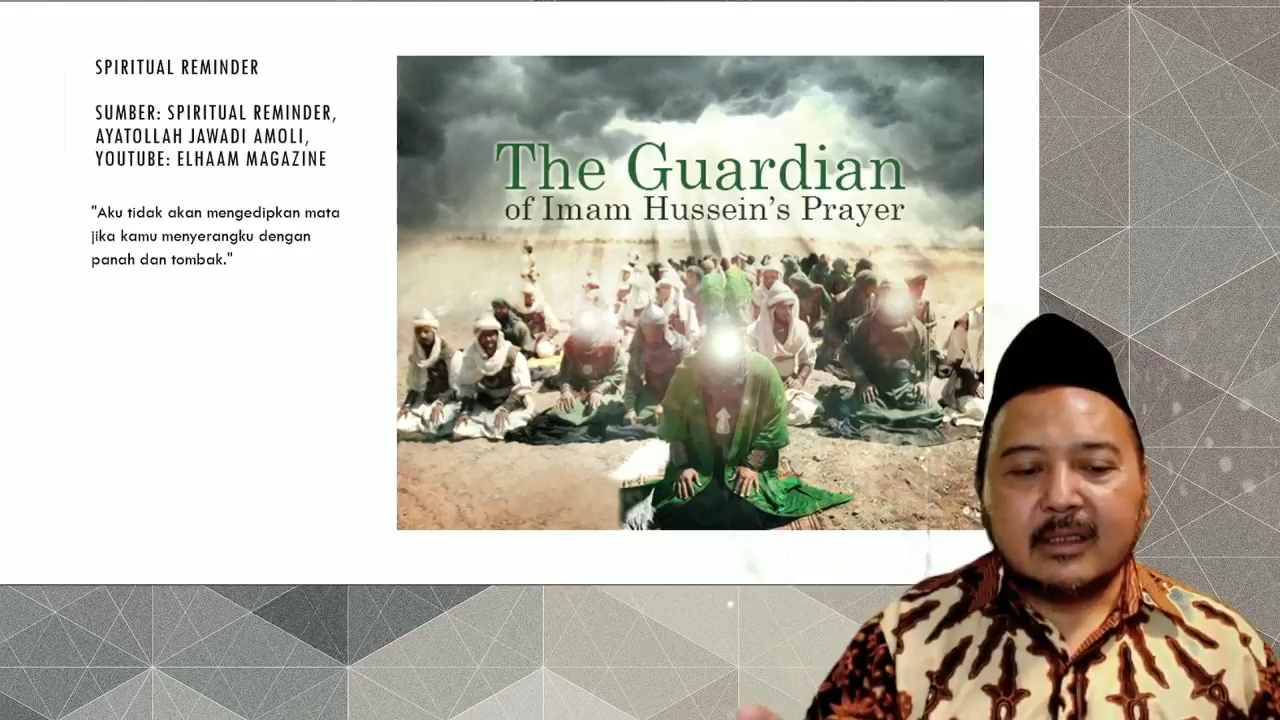 SPIRITUAL REMINDER
SUMBER: SPIRITUAL REMINDER,
AYATOLLAH JAWADI AMOLI,
YOUTUBE: ELHAAM MAGAZINE
"Aku tidak akan mengedipkan mata
jika kamu menyerangku dengan
panah dan tombak."
The Guardian
of Imam Hussein's Prayer